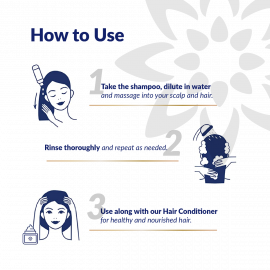 How to Use
1
Take the shampoo, dilute in water
and massage into your scalp and hair.
2
Rinse thoroughly and repeat as needed.
3
Use along with our Hair Conditioner
for healthy and nourished hair.